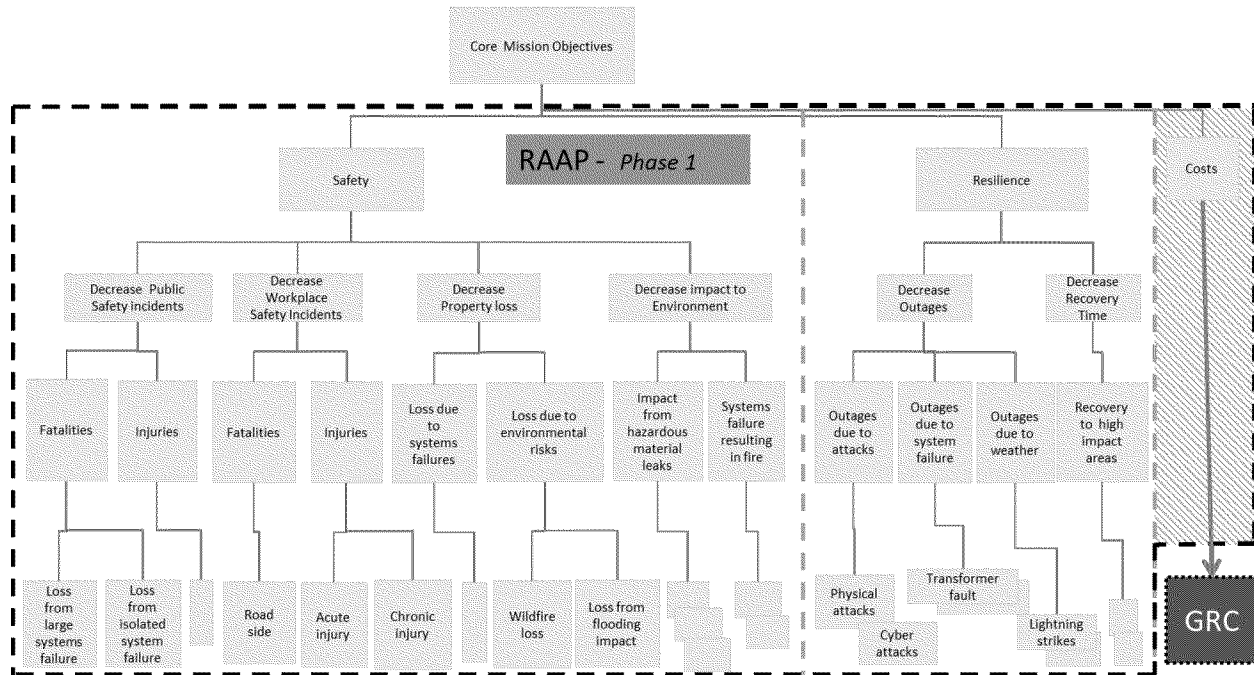 Core Mission Objectives
RAAP - Phase 1
Safety
Resilience
Costs
Decrease Public
Safety incidents
Decrease
Workplace
Safety Incidents
Decrease
Property loss
Decrease impact to
Environment
Decrease
Outages
Decrease
Recovery
Time
Fatalities
Injuries
Fatalities
Injuries
Loss due
to
systems
failures
Loss due to
environmental
risks
Impact
from
hazardous
material
leaks
Systems
failure
resulting
in fire
Outages
due to
attacks
Outages
due to
system
failure
Outages
due to
weather
Recovery
to high
impact
areas
Loss
from
large
systems
failure
Loss
from
isolated
system
failure
Road
side
Acute
injury
Chronic
injury
Wildfire
loss
Loss from
flooding
impact
Physical
attacks
Cyber
attacks
Transformer
fault
Lightning
strikes
GRC